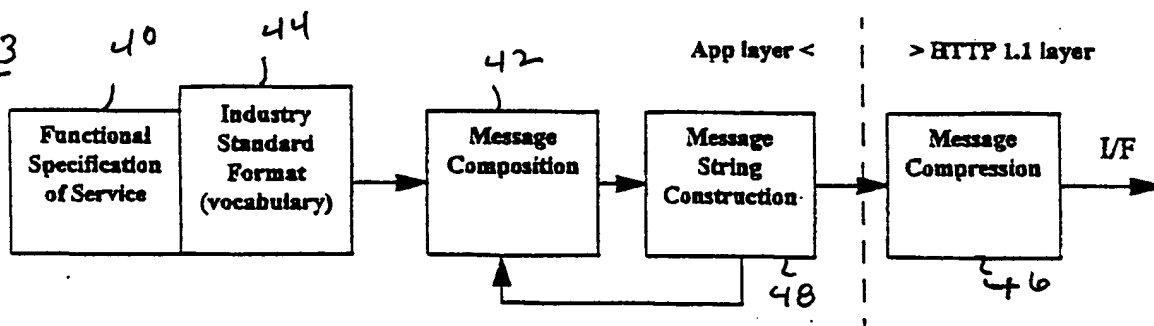 3
40
44
42
App layer <
> HTTP 1.1 layer
Functional
Specification
of Service
Industry
Standard
Format
(vocabulary)
Message
Composition
Message
String
Construction
Message
Compression
I/F
48
46